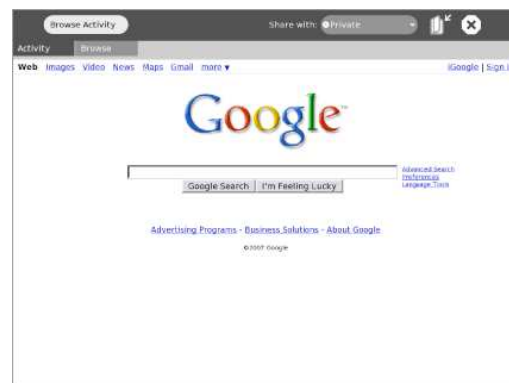 Browse Activity Share with: Private
Activity Browse
Web Images Video News Maps Gmail more ▼ iGoogle | Sign i
Google™
Advanced Search
Preferences
Language Tools
Google Search I'm Feeling Lucky
Advertising Programs - Business Solutions - About Google
©2007 Google